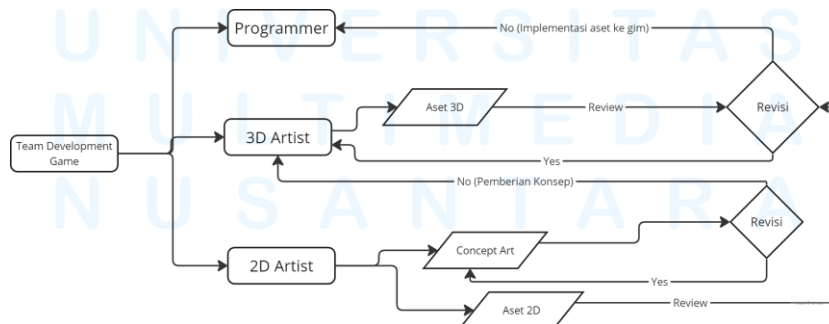 UNIVERSITAS
MULTIMEDIA
NUSANTARA
Programmer
No (Implementasi aset ke gim)
Aset 3D
Review
Revisi
Team Development
Game
3D Artist
Yes
No (Pemberian Konsep)
Revisi
Concept Art
2D Artist
Yes
Aset 2D
Review